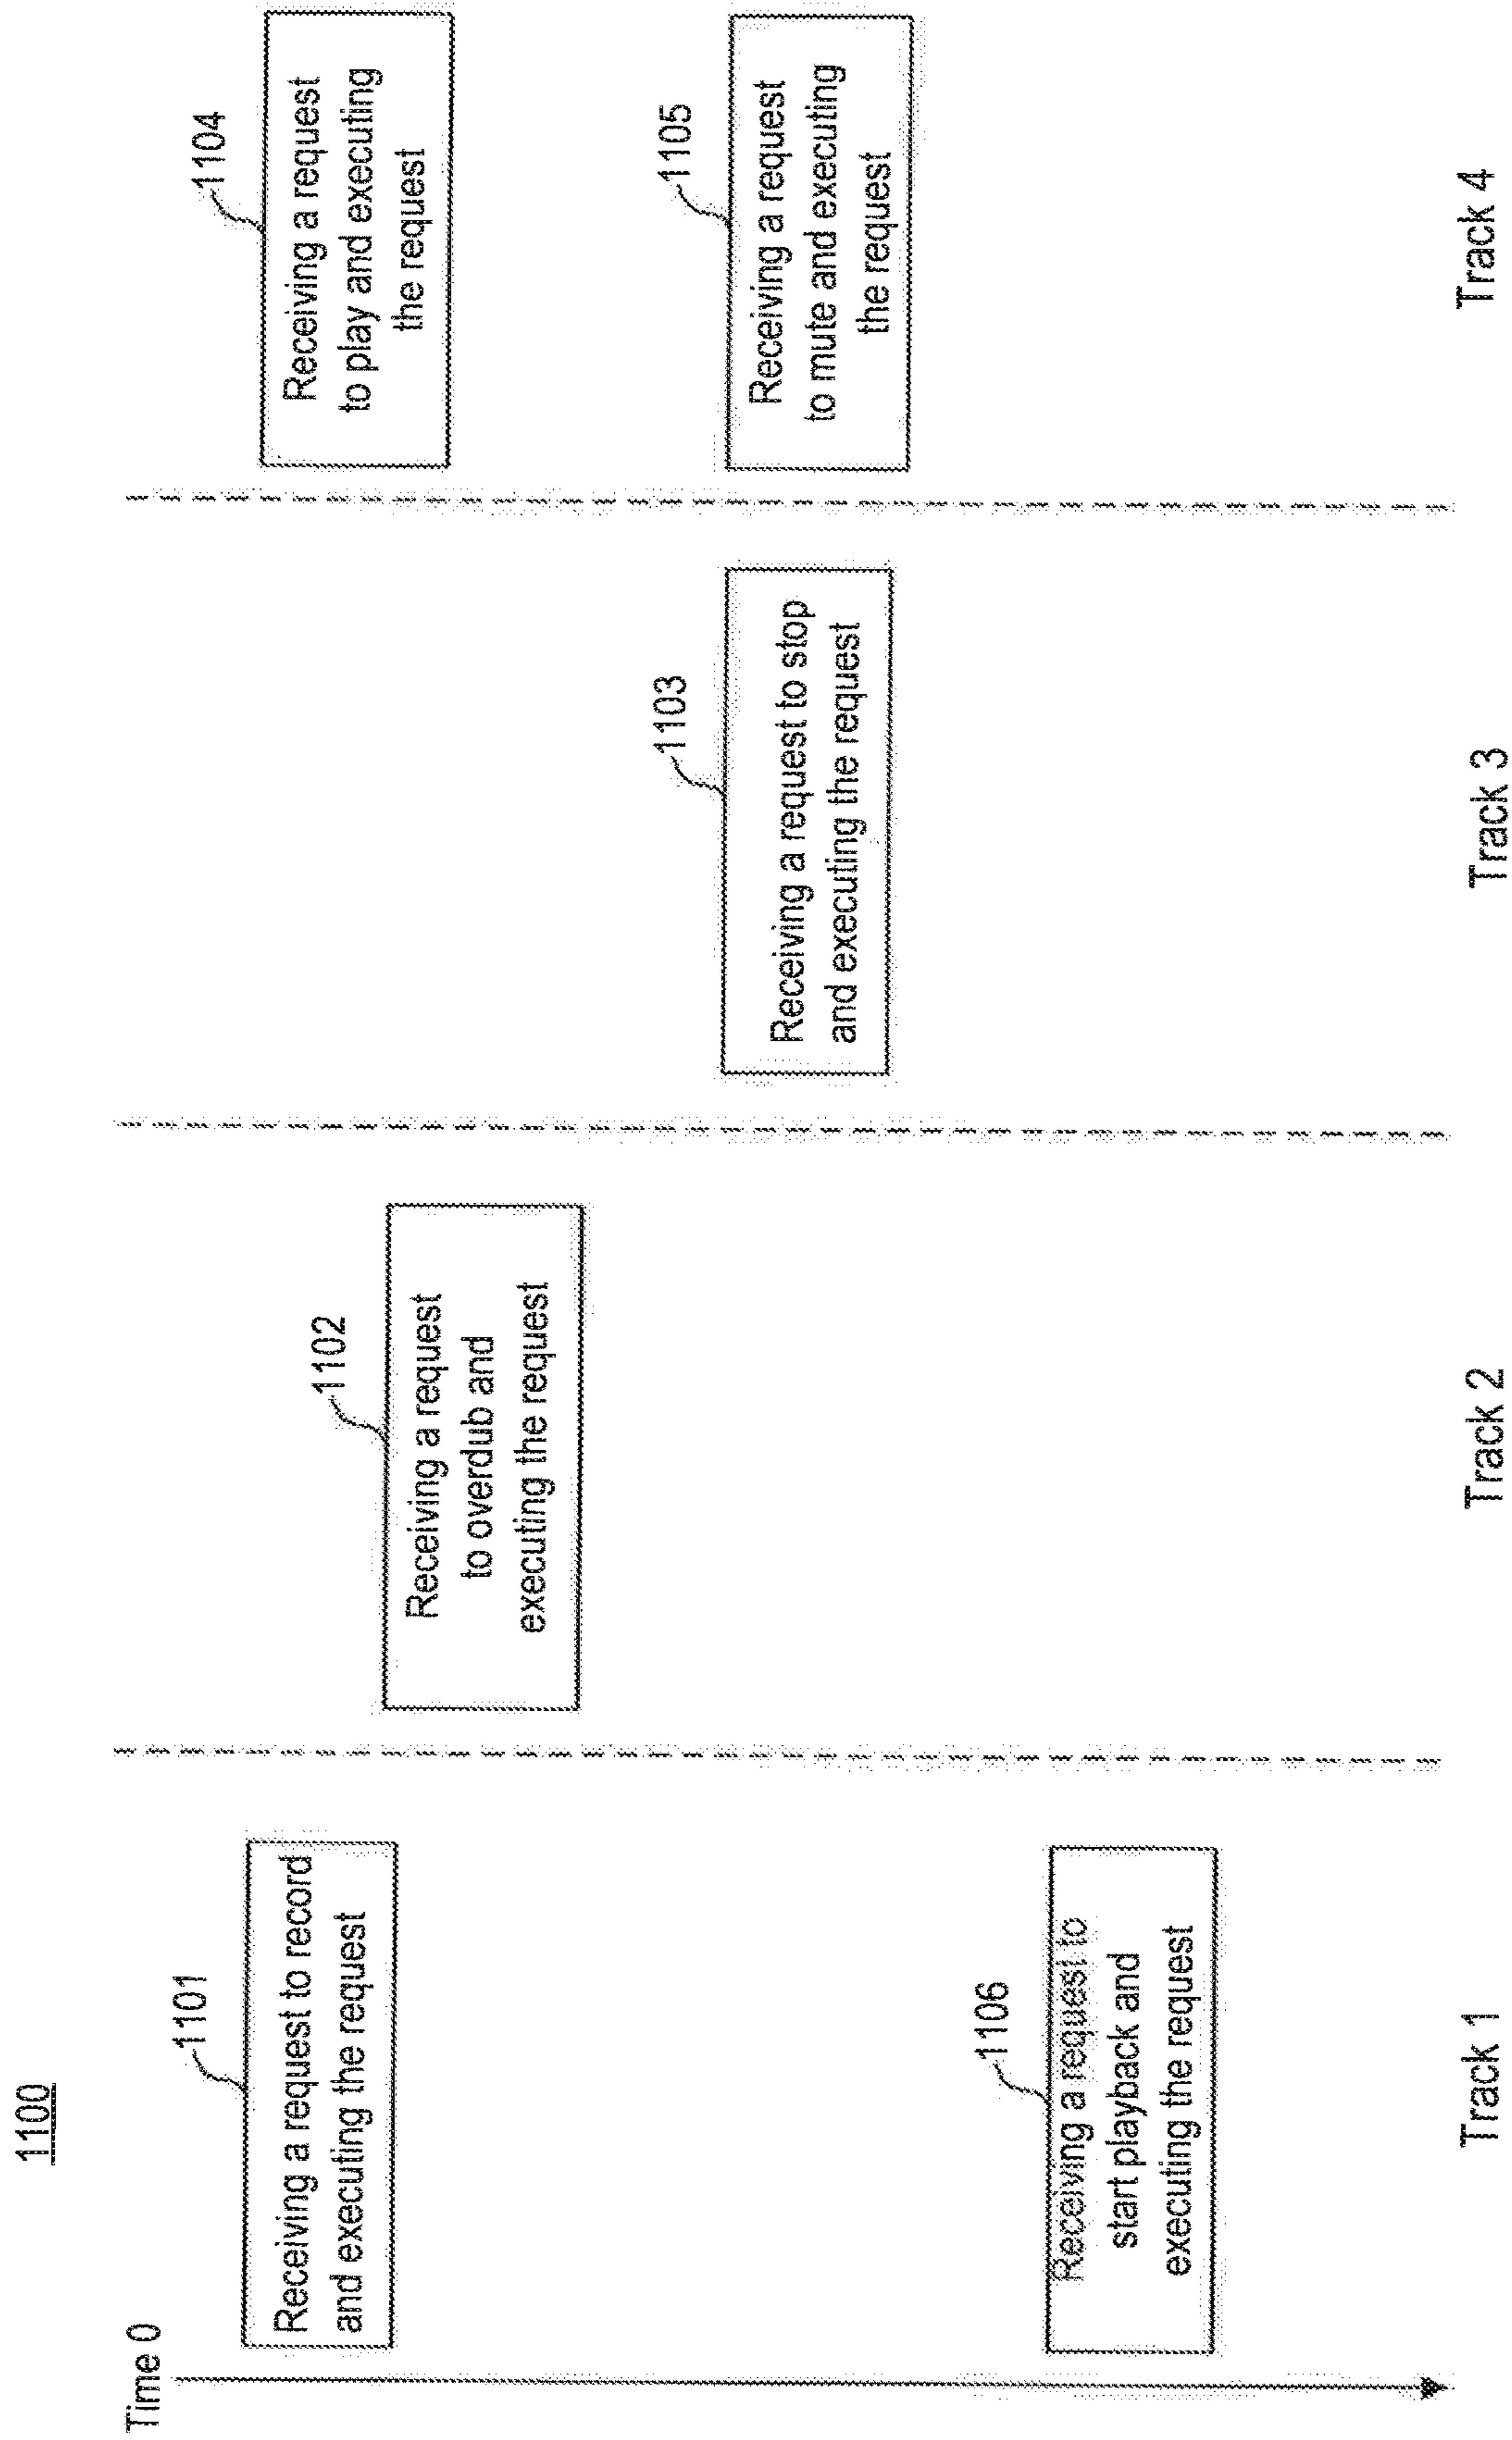 1100
Time 0
1101
Receiving a request to record
and executing the request
1106
Receiving a request to
start playback and
executing the request
Track 1
1102
Receiving a request
to overdub and
executing the request
Track 2
1103
Receiving a request to stop
and executing the request
Track 3
1104
Receiving a request
to play and executing
the request
1105
Receiving a request
to mute and executing
the request
Track 4